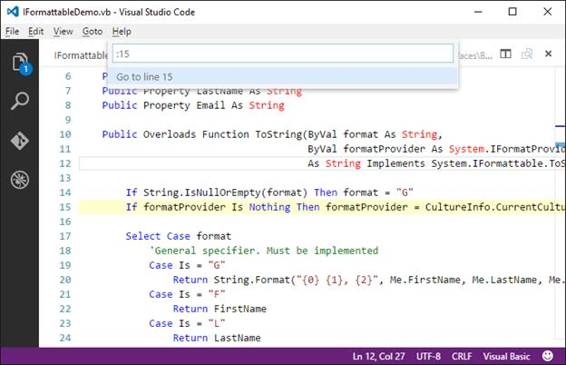 IFormattableDemo.vb - Visual Studio Code
File Edit View Goto Help
IFormattable
:15
Go to line 15
1
6
7 Public Property LastName As String
8 Public Property Email As String
9
10 Public Overloads Function ToString(ByVal format As String,
11 ByVal formatProvider As System.IFormatProvid
12 As String Implements System.IFormattable.ToS
13
14 If String.IsNullOrEmpty(format) Then format = "G"
15 If formatProvider Is Nothing Then formatProvider = CultureInfo.CurrentCultu
16
17 Select Case format
18 'General specifier. Must be implemented
19 Case Is = "G"
20 Return String.Format("{0} {1}, {2}", Me.FirstName, Me.LastName, Me.
21 Case Is = "F"
22 Return FirstName
23 Case Is = "L"
24 Return LastName
Ln 12, Col 27 UTF-8 CRLF Visual Basic